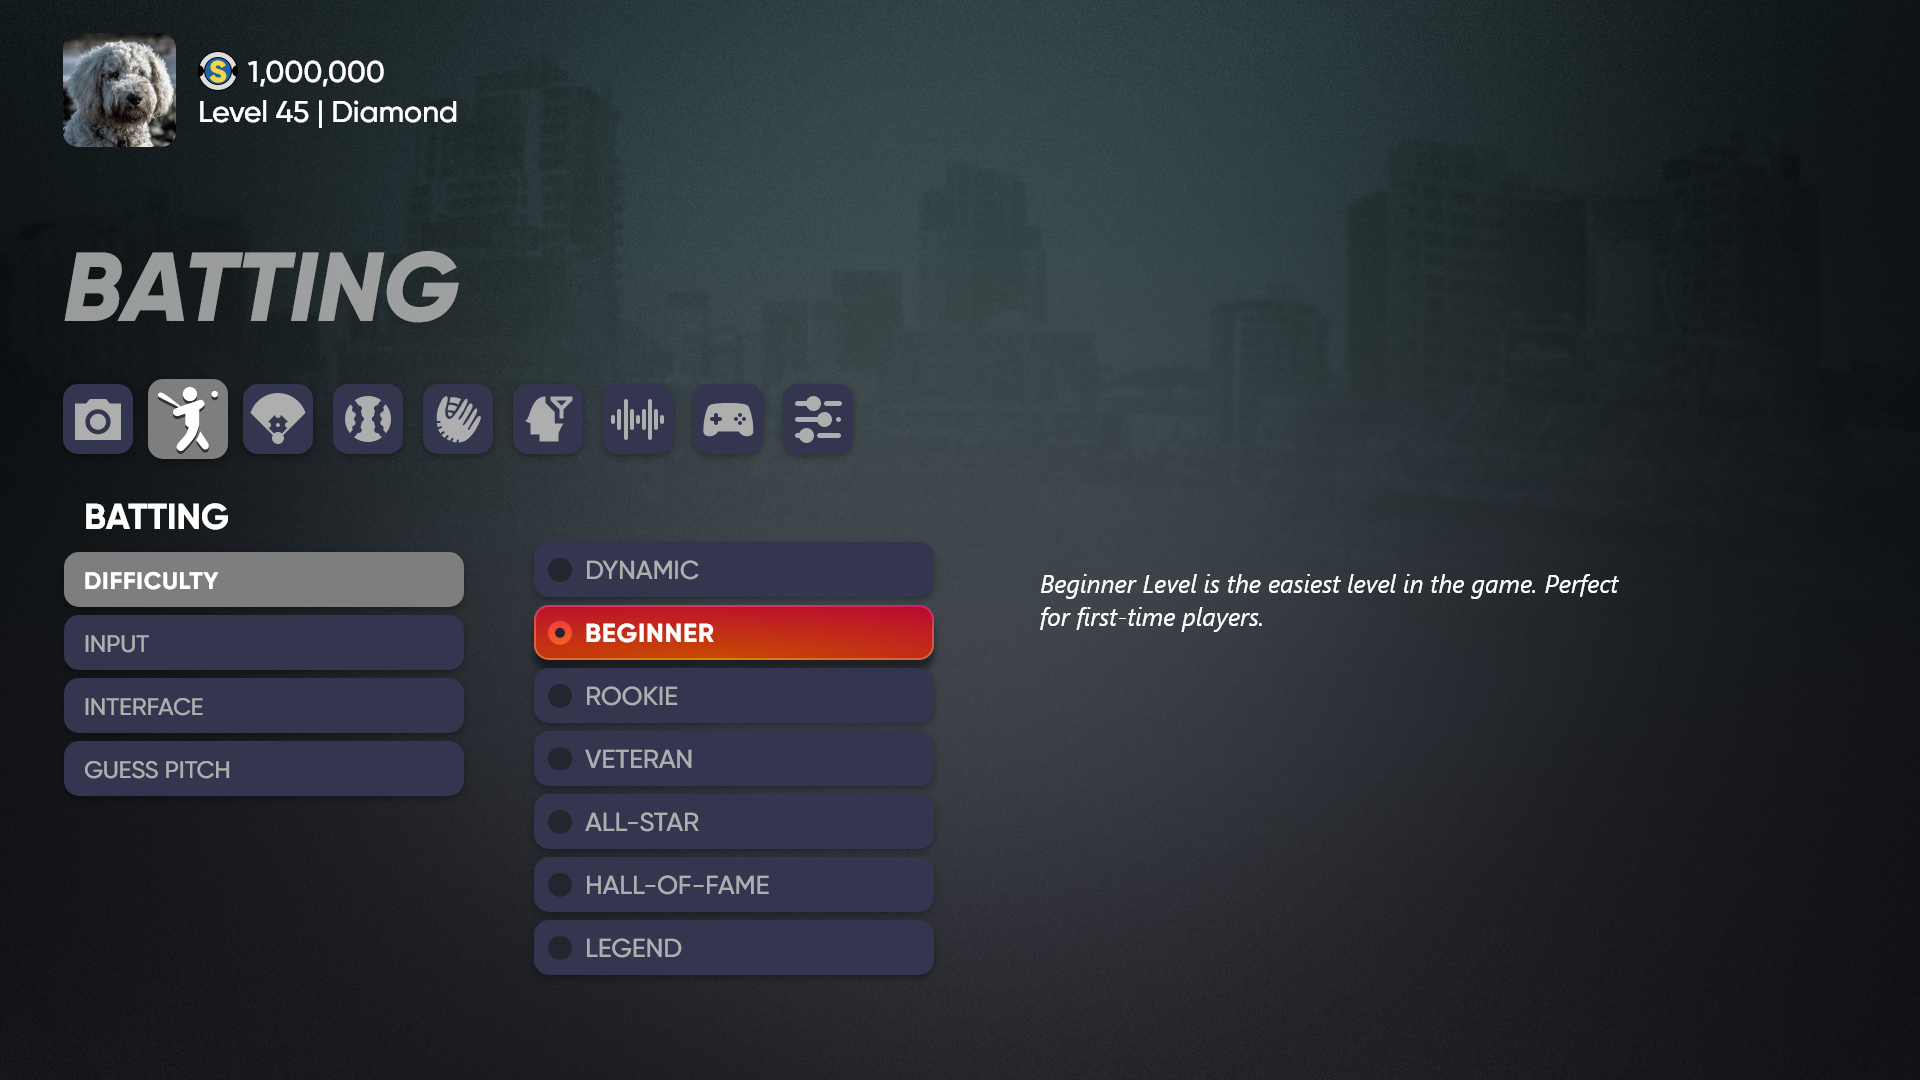 S 1,000,000
Level 45 | Diamond
BATTING
BATTING
DIFFICULTY
INPUT
INTERFACE
GUESS PITCH
DYNAMIC
BEGINNER
ROOKIE
VETERAN
ALL-STAR
HALL-OF-FAME
LEGEND
Beginner Level is the easiest level in the game. Perfect
for first-time players.